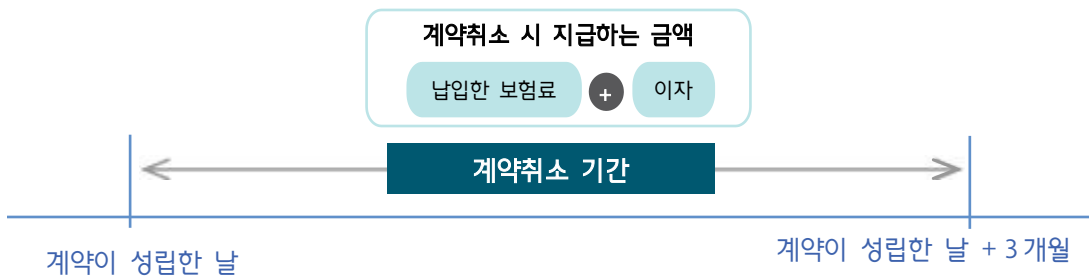 계약취소 시 지급하는 금액
납입한 보험료 + 이자
계약취소 기간
계약이 성립한 날
계약이 성립한 날 + 3개월